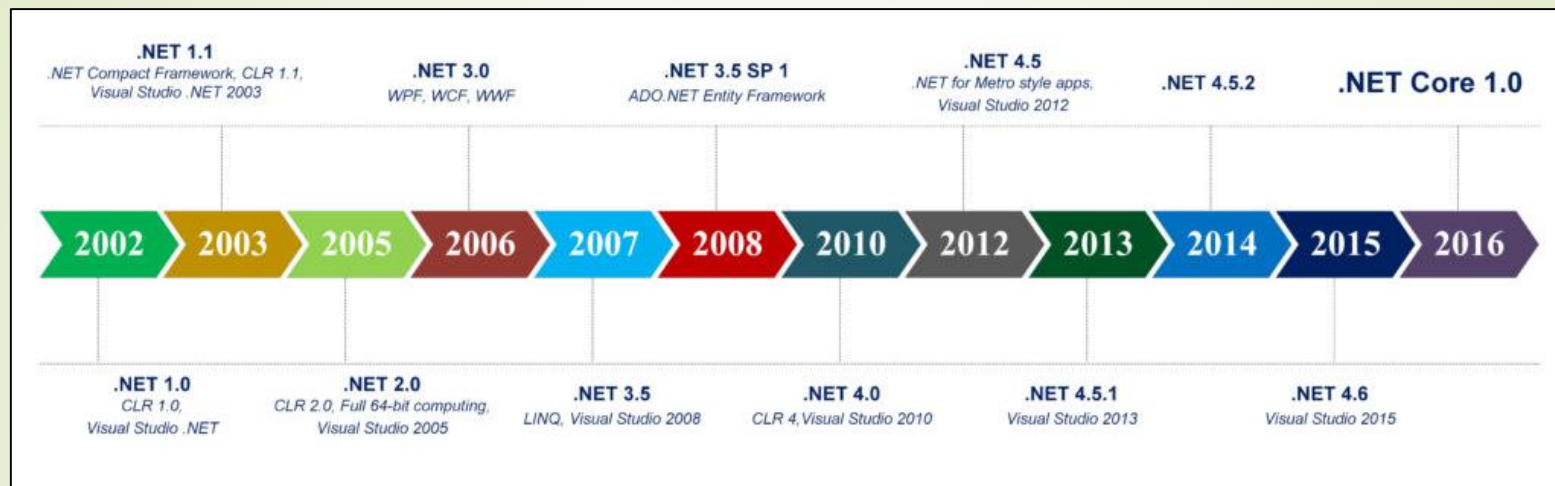 .NET 1.1
.NET Compact Framework, CLR 1.1,
Visual Studio .NET 2003
.NET 3.0
WPF, WCF, WWF
.NET 3.5 SP 1
ADO.NET Entity Framework
.NET 4.5
.NET for Metro style apps,
Visual Studio 2012
.NET 4.5.2
.NET Core 1.0
2002
2003
2005
2006
2007
2008
2010
2012
2013
2014
2015
2016
.NET 1.0
CLR 1.0,
Visual Studio .NET
.NET 2.0
CLR 2.0, Full 64-bit computing,
Visual Studio 2005
.NET 3.5
LINQ, Visual Studio 2008
.NET 4.0
CLR 4,Visual Studio 2010
.NET 4.5.1
Visual Studio 2013
.NET 4.6
Visual Studio 2015